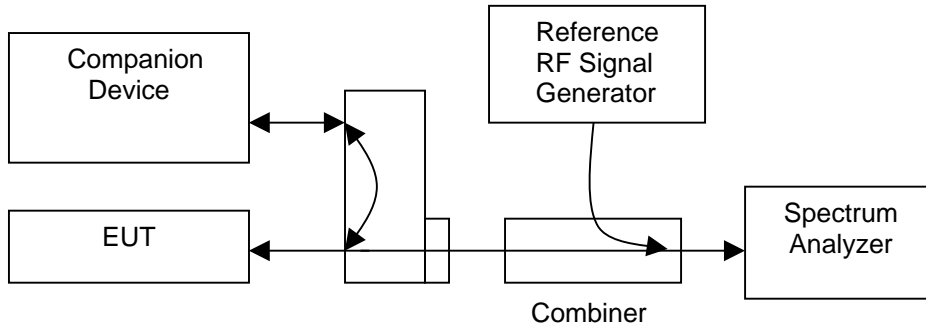 Companion
Device
Reference
RF Signal
Generator
EUT
Spectrum
Analyzer
Combiner